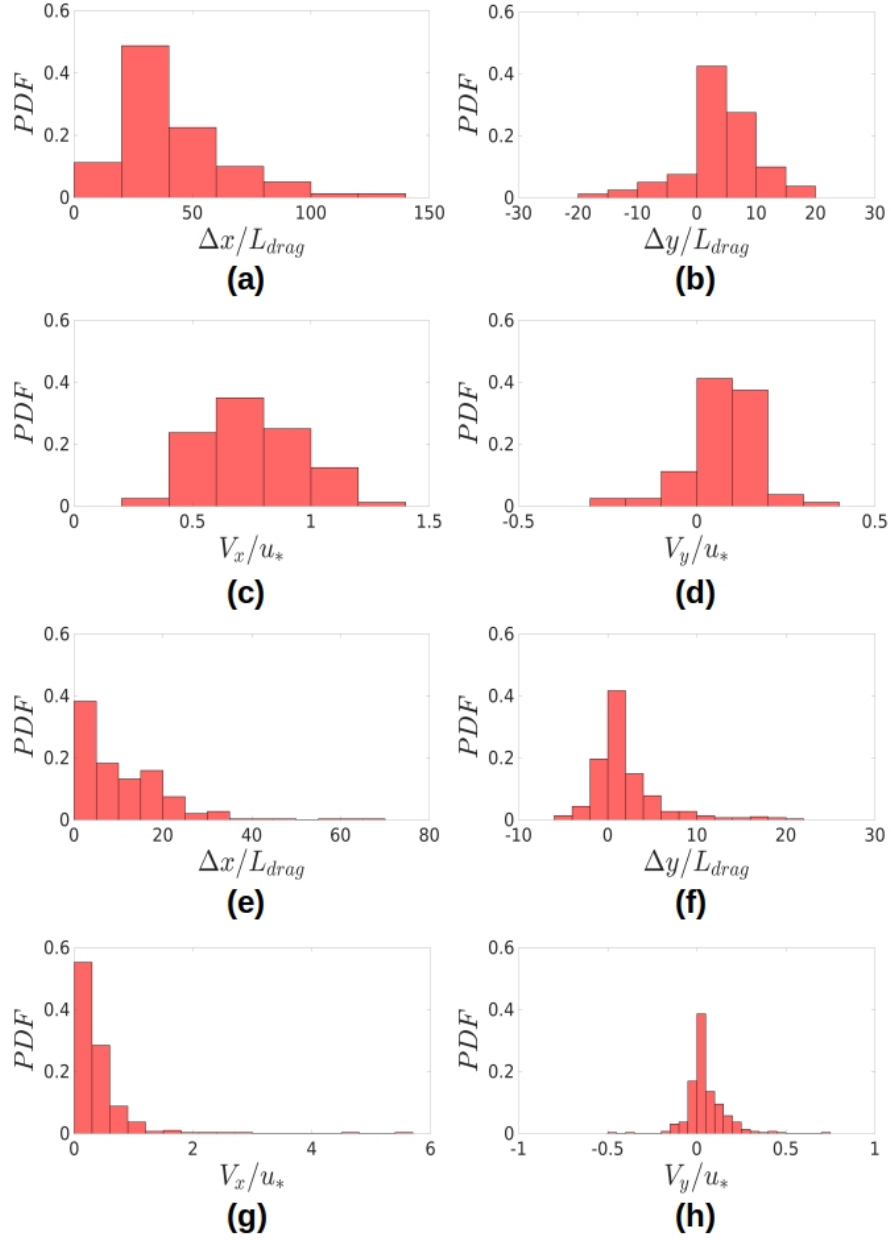 PDF
0.6
0.4
0.2
0
0 50 100 150
Δx/L_drag
(a)
PDF
0.6
0.4
0.2
0
-30 -20 -10 0 10 20 30
Δy/L_drag
(b)
PDF
0.6
0.4
0.2
0
0 0.5 1 1.5
V_x/u_*
(c)
PDF
0.6
0.4
0.2
0
-0.5 0 0.5
V_y/u_*
(d)
PDF
0.6
0.4
0.2
0
0 20 40 60 80
Δx/L_drag
(e)
PDF
0.6
0.4
0.2
0
-10 0 10 20 30
Δy/L_drag
(f)
PDF
0.6
0.4
0.2
0
0 2 4 6
V_x/u_*
(g)
PDF
0.6
0.4
0.2
0
-1 -0.5 0 0.5 1
V_y/u_*
(h)